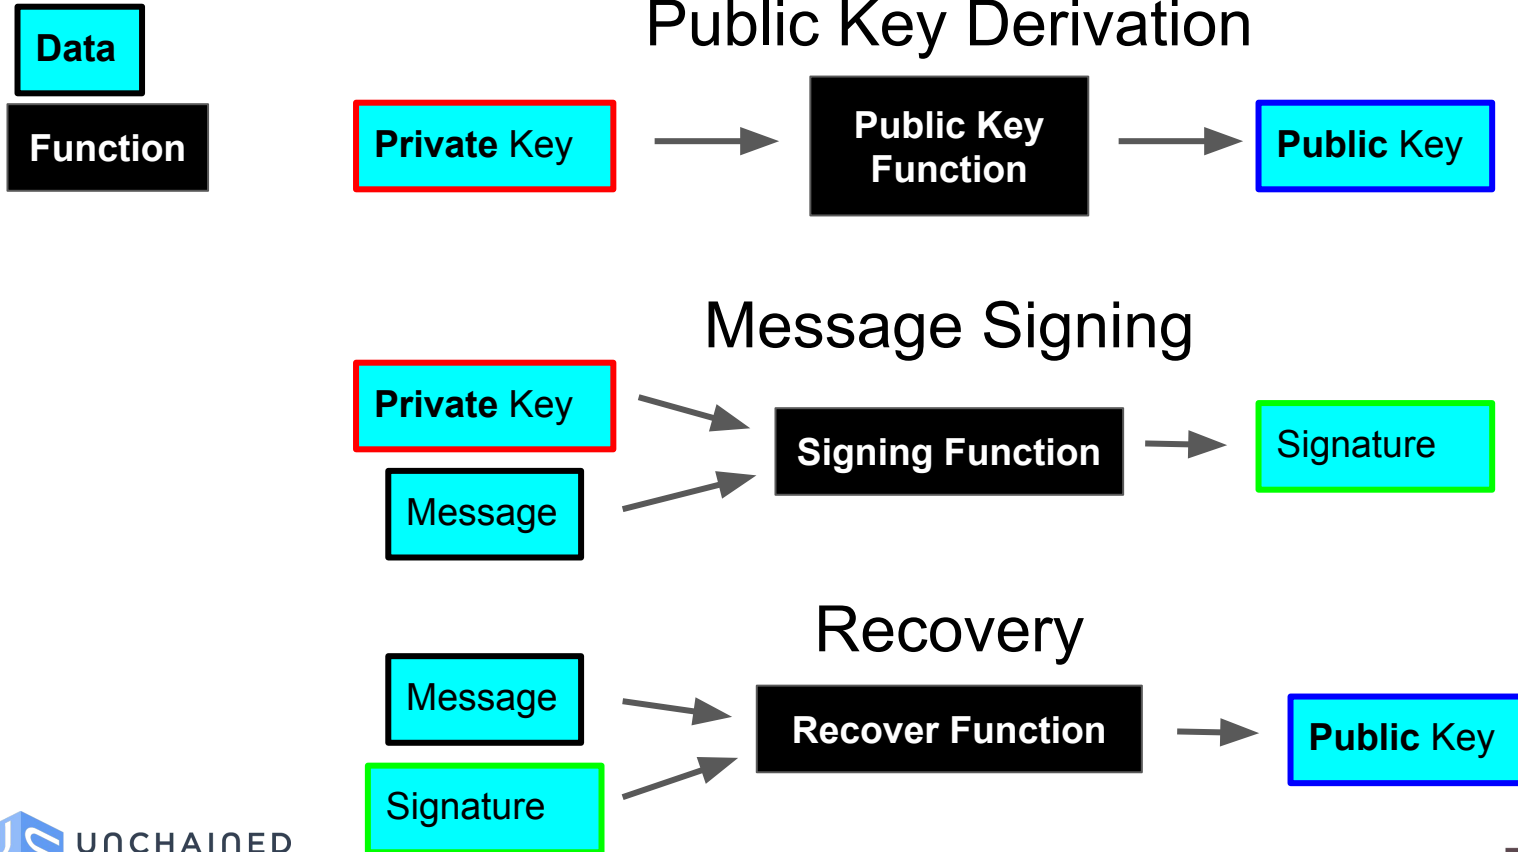 Data
Function
Public Key Derivation
Private Key
Public Key
Function
Public Key
Message Signing
Private Key
Message
Signing Function
Signature
Recovery
Message
Signature
Recover Function
Public Key
UNCHAINED